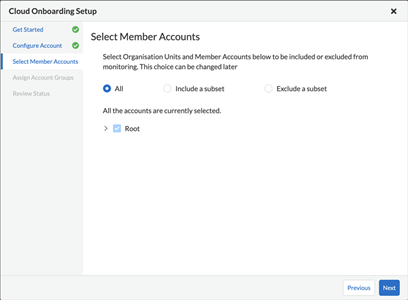 Cloud Onboarding Setup
Get Started
Configure Account
Select Member Accounts
Assign Account Groups
Review Status
Select Member Accounts
Select Organisation Units and Member Accounts below to be included or excluded from
monitoring. This choice can be changed later
All
Include a subset
Exclude a subset
All the accounts are currently selected.
Root
Previous
Next